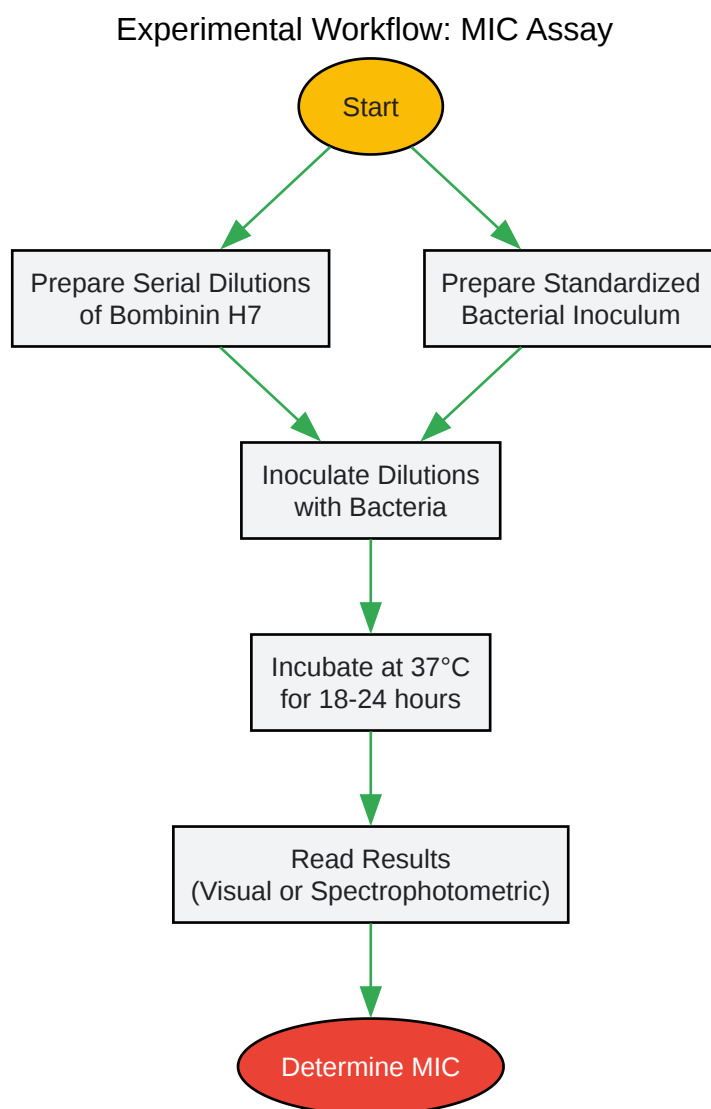 Experimental Workflow: MIC Assay
Start
Prepare Serial Dilutions
of Bombinin H7
Prepare Standardized
Bacterial Inoculum
Inoculate Dilutions
with Bacteria
Incubate at 37°C
for 18-24 hours
Read Results
(Visual or Spectrophotometric)
Determine MIC